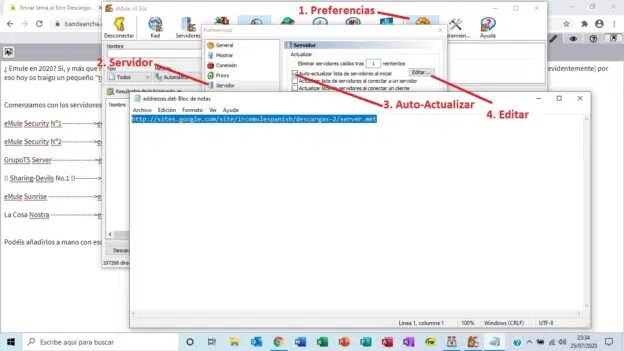 Enviar tema al foro Descargas
bandaancha.
1. Preferencias
Conectar
Kad
Servidores
Ayuda
Nombre
Tipo
Todos
Método
Automático
Resultados de la búsqueda
Nombre
Preferencias
General
Mostrar
Conexión
Proxy
Servidor
Servidor
Actualizar
Eliminar servidores caídos tras
1
reintentos
Auto-actualizar lista de servidores al iniciar
Editar...
Actualizar lista de servidores al conectar a un servidor
Actualizar lista de servidores al conectar un cliente
2. Servidor
3. Auto-Actualizar
4. Editar
¿ Emule en 2020? Si, y más que
evidentemente) por
eso hoy os traigo un pequeño "t
Comenzamos con los servidores
eMule Security Nº1
eMule Security Nº2
GrupoTS Server
!! Sharing-Devils No.1 !!
eMule Sunrise
La Cosa Nostra
Podéis añadirlos a mano con eso
addresses.dat: Bloc de notas
Archivo Edición Formato Ver Ayuda
http://sites.google.com/site/ircemulespanish/descargas-2/server.met
Línea 1, columna 1
100%
Windows (CRLF)
UTF-8
Escribe aquí para buscar
23:34
25/07/2020